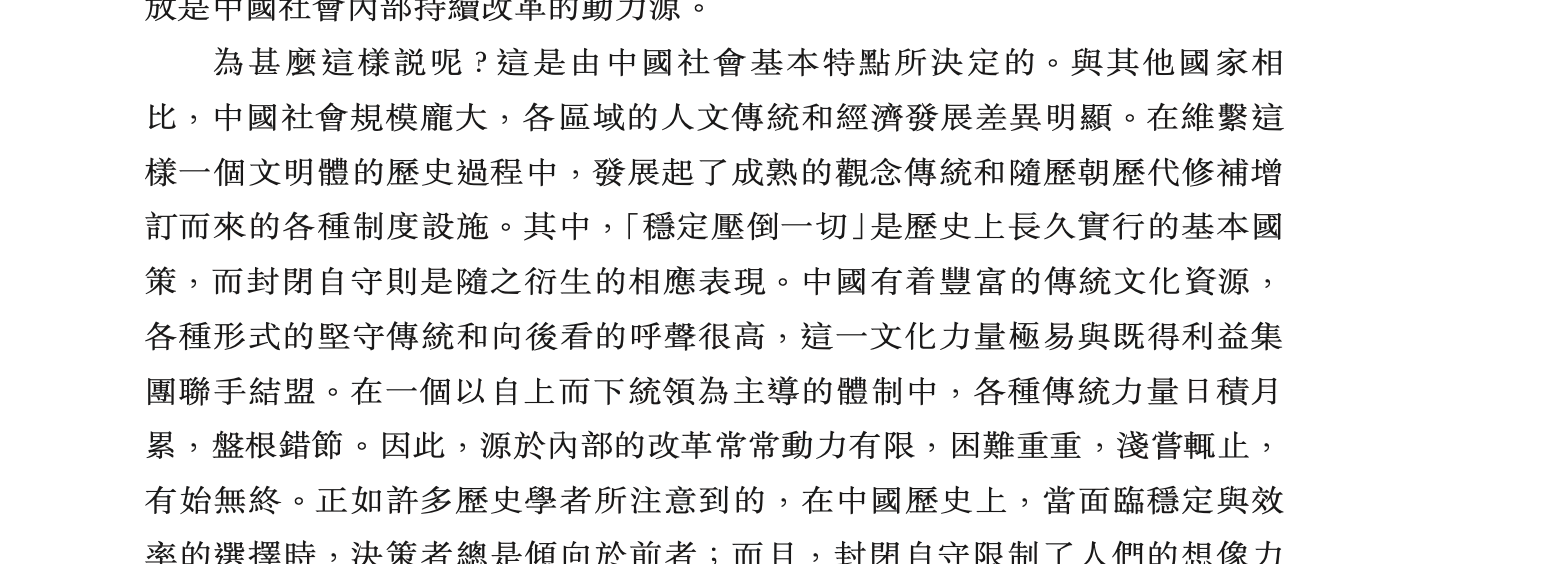 放是中國社會內部持續改革的動力源。
為甚麼這樣説呢?這是由中國社會基本特點所決定的。與其他國家相
比,中國社會規模龐大,各區域的人文傳統和經濟發展差異明顯。在維繫這
樣一個文明體的歷史過程中,發展起了成熟的觀念傳統和隨歷朝歷代修補增
訂而來的各種制度設施。其中,「穩定壓倒一切」是歷史上長久實行的基本國
策,而封閉自守則是隨之衍生的相應表現。中國有着豐富的傳統文化資源,
各種形式的堅守傳統和向後看的呼聲很高,這一文化力量極易與既得利益集
團聯手結盟。在一個以自上而下統領為主導的體制中,各種傳統力量日積月
累,盤根錯節。因此,源於內部的改革常常動力有限,困難重重,淺嘗輒止,
有始無終。正如許多歷史學者所注意到的,在中國歷史上,當面臨穩定與效
率的選擇時,決策者總是傾向於前者;而且,封閉自守限制了人們的想像力